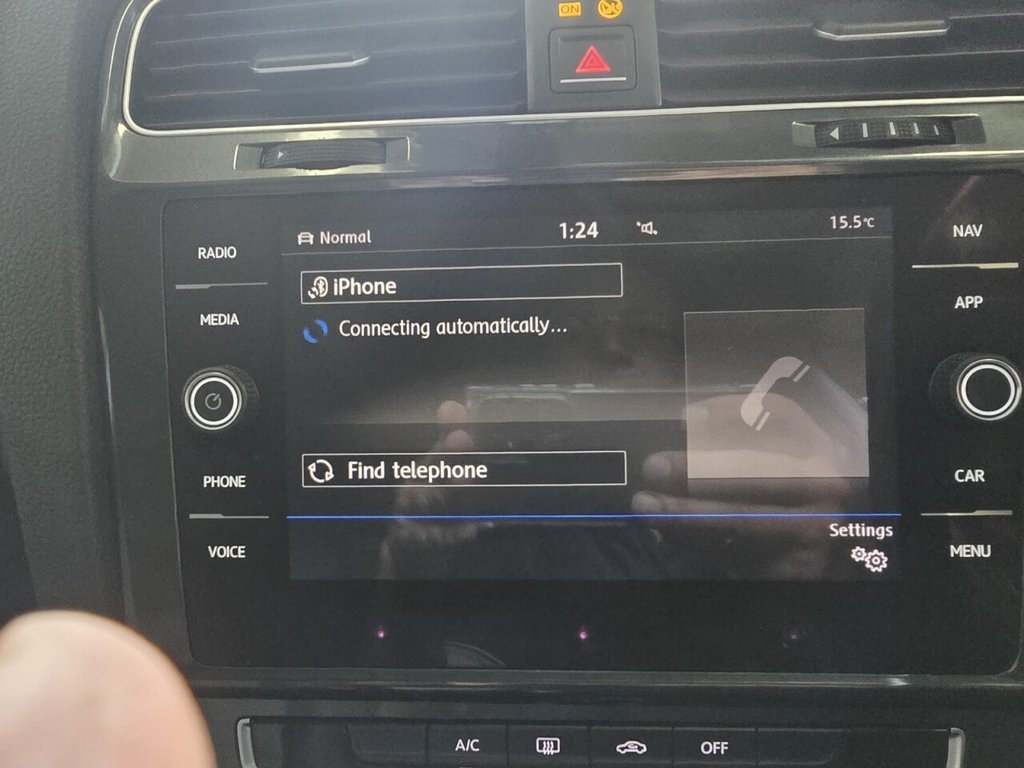 ON
Normal
1:24
15.5°C
RADIO
MEDIA
PHONE
VOICE
iPhone
Connecting automatically...
Find telephone
Settings
NAV
APP
CAR
MENU
A/C
OFF